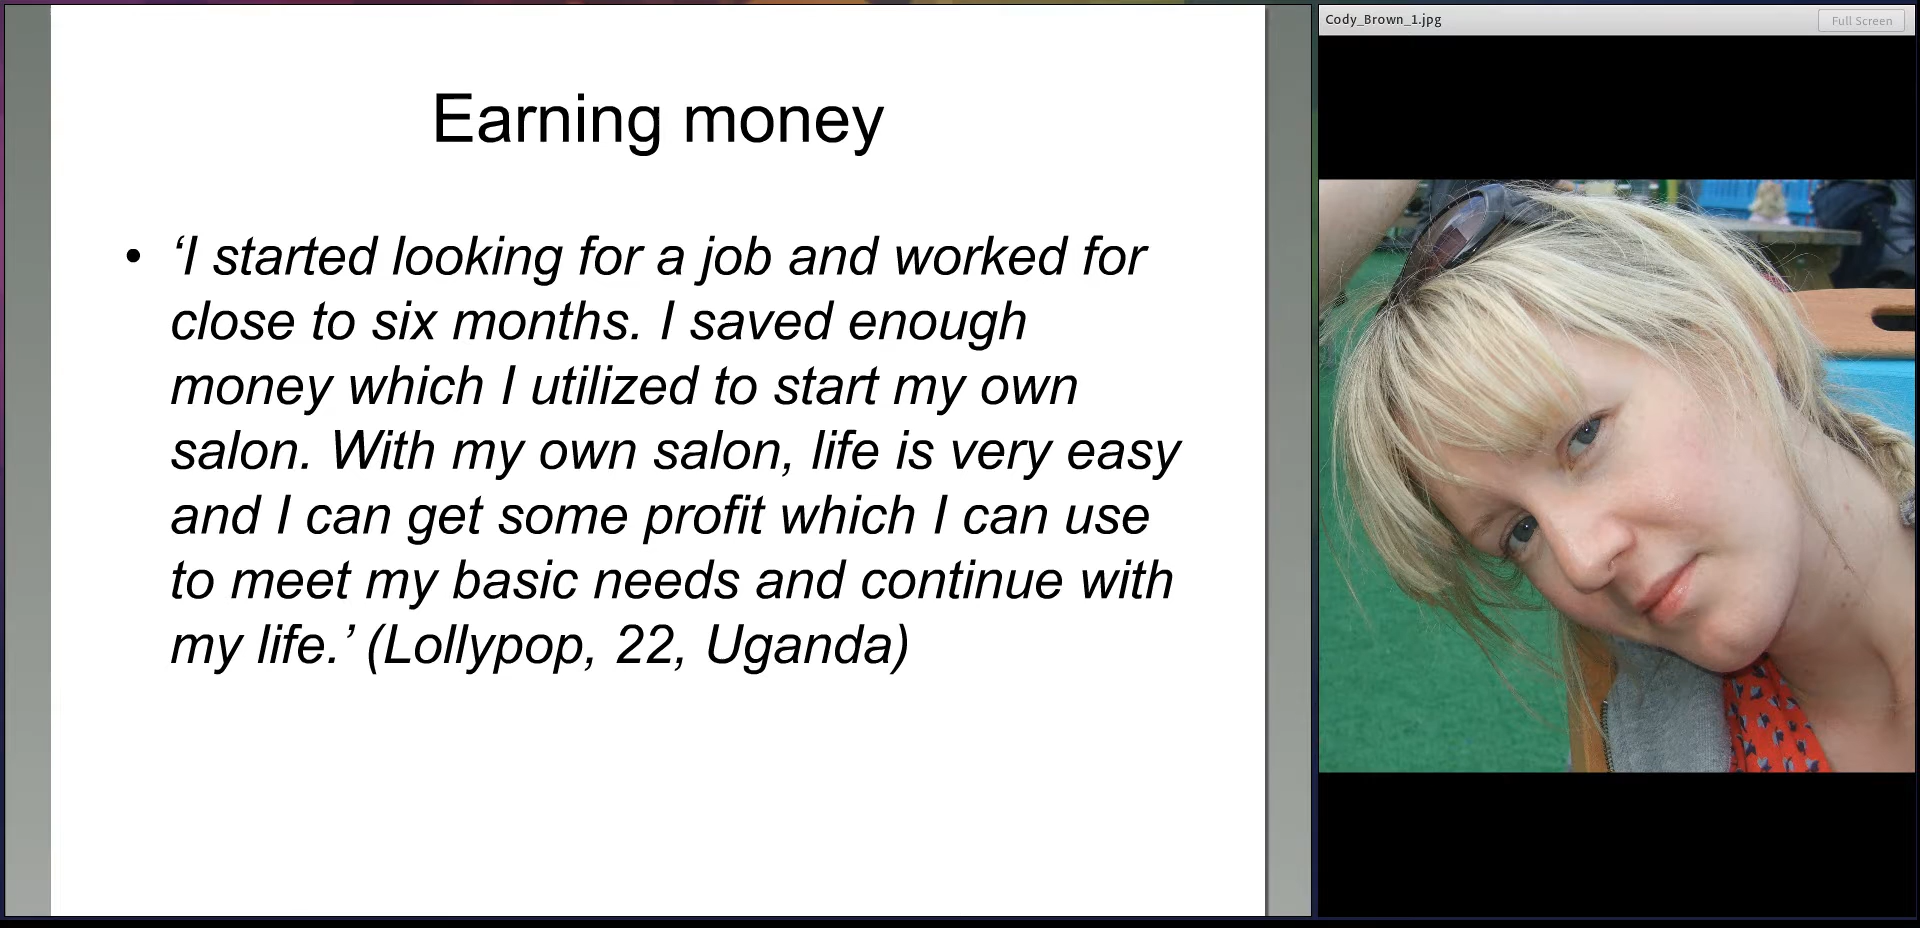 Earning money
• ‘I started looking for a job and worked for
close to six months. I saved enough
money which I utilized to start my own
salon. With my own salon, life is very easy
and I can get some profit which I can use
to meet my basic needs and continue with
my life.’ (Lollypop, 22, Uganda)
Cody_Brown_1.jpg
Full Screen